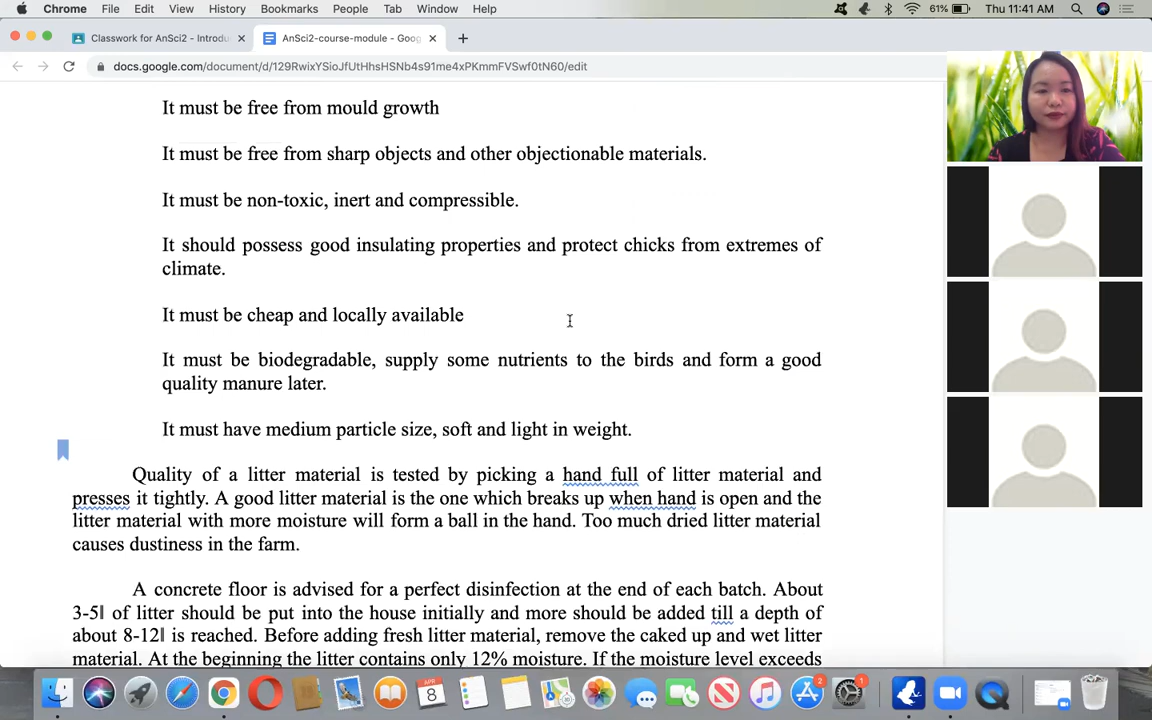 Chrome File Edit View History Bookmarks People Tab Window Help 61% Thu 11:41 AM
Classwork for AnSci2 - Introdu × AnSci2-course-module - Goog × +
docs.google.com/document/d/129RwixYSioJfUtHhsHSNb4s91me4xPKmmFVSwf0tN60/edit
It must be free from mould growth
It must be free from sharp objects and other objectionable materials.
It must be non-toxic, inert and compressible.
It should possess good insulating properties and protect chicks from extremes of
climate.
It must be cheap and locally available
It must be biodegradable, supply some nutrients to the birds and form a good
quality manure later.
It must have medium particle size, soft and light in weight.
Quality of a litter material is tested by picking a hand full of litter material and
presses it tightly. A good litter material is the one which breaks up when hand is open and the
litter material with more moisture will form a ball in the hand. Too much dried litter material
causes dustiness in the farm.
A concrete floor is advised for a perfect disinfection at the end of each batch. About
3-5‖ of litter should be put into the house initially and more should be added till a depth of
about 8-12‖ is reached. Before adding fresh litter material, remove the caked up and wet litter
material. At the beginning the litter contains only 12% moisture. If the moisture level exceeds
APR
8
2
1